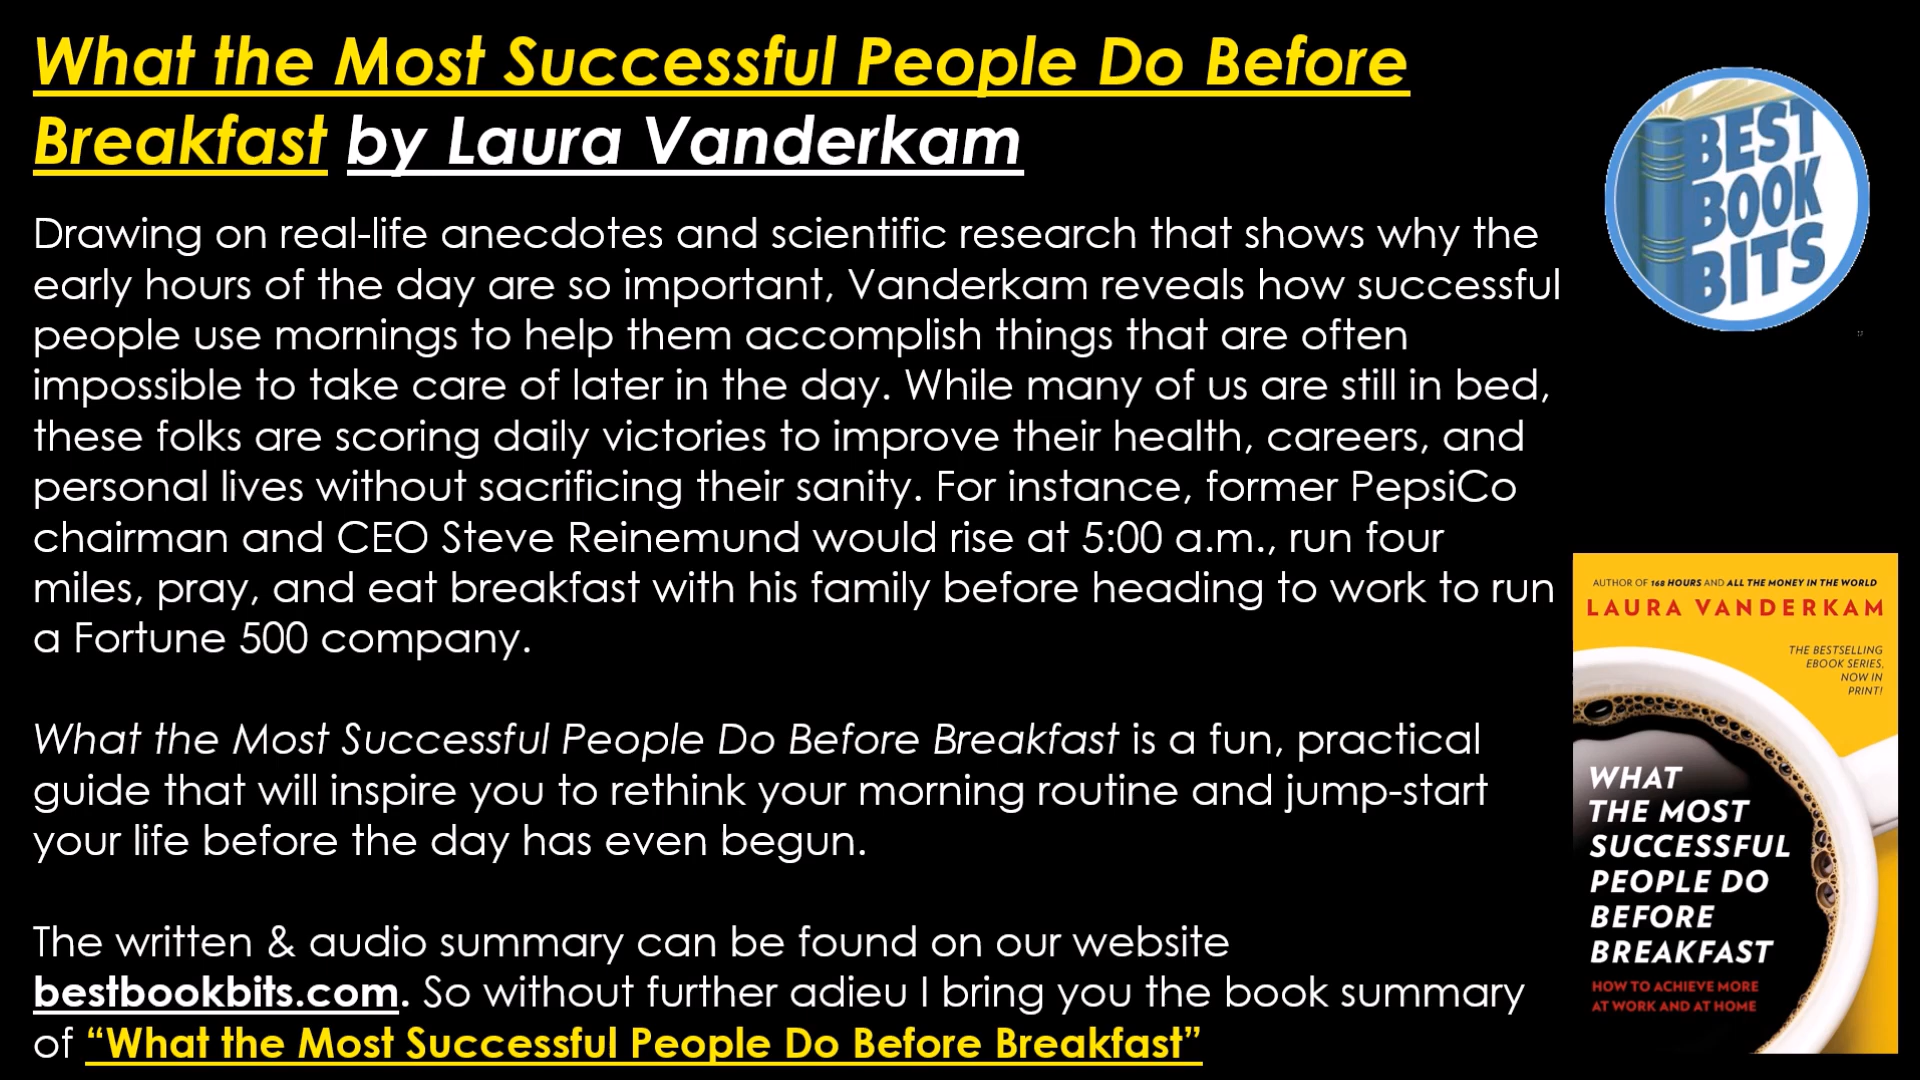 What the Most Successful People Do Before
Breakfast by Laura Vanderkam
Drawing on real-life anecdotes and scientific research that shows why the
early hours of the day are so important, Vanderkam reveals how successful
people use mornings to help them accomplish things that are often
impossible to take care of later in the day. While many of us are still in bed,
these folks are scoring daily victories to improve their health, careers, and
personal lives without sacrificing their sanity. For instance, former PepsiCo
chairman and CEO Steve Reinemund would rise at 5:00 a.m., run four
miles, pray, and eat breakfast with his family before heading to work to run
a Fortune 500 company.
What the Most Successful People Do Before Breakfast is a fun, practical
guide that will inspire you to rethink your morning routine and jump-start
your life before the day has even begun.
The written & audio summary can be found on our website
bestbookbits.com. So without further adieu I bring you the book summary
of “What the Most Successful People Do Before Breakfast”
BEST
BOOK
BITS
AUTHOR OF 168 HOURS AND ALL THE MONEY IN THE WORLD
LAURA VANDERKAM
THE BESTSELLING
EBOOK SERIES,
NOW IN
PRINT!
WHAT
THE MOST
SUCCESSFUL
PEOPLE DO
BEFORE
BREAKFAST
HOW TO ACHIEVE MORE
AT WORK AND AT HOME